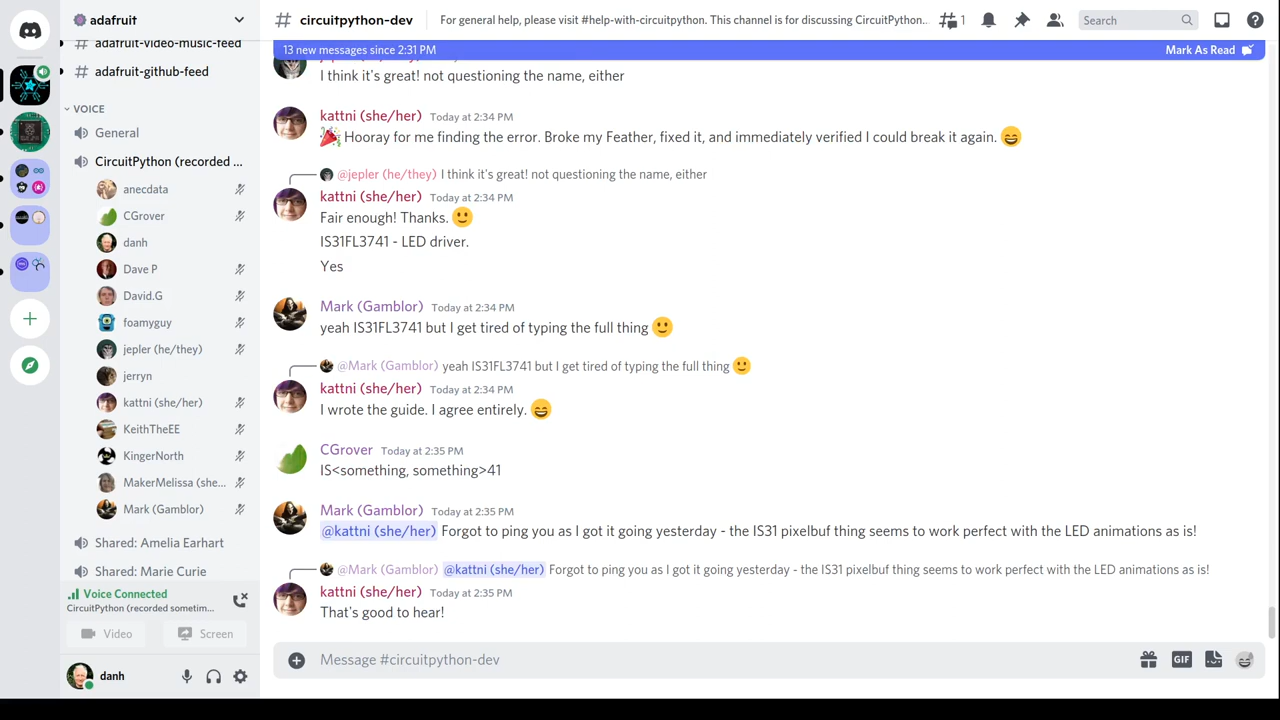 adafruit
# circuitpython-dev
For general help, please visit #help-with-circuitpython. This channel is for discussing CircuitPython...
1
Search
# adafruit-video-music-feed
# adafruit-github-feed
VOICE
General
CircuitPython (recorded ...
anecdata
CGrover
danh
Dave P
David.G
foamyguy
jepler (he/they)
jerryn
kattni (she/her)
KeithTheEE
KingerNorth
MakerMelissa (she...
Mark (Gamblor)
Shared: Amelia Earhart
Shared: Marie Curie
Voice Connected
CircuitPython (recorded sometim...
Video
Screen
danh
13 new messages since 2:31 PM
Mark As Read
I think it's great! not questioning the name, either
kattni (she/her) Today at 2:34 PM
🎉 Hooray for me finding the error. Broke my Feather, fixed it, and immediately verified I could break it again. 😄
@jepler (he/they) I think it's great! not questioning the name, either
kattni (she/her) Today at 2:34 PM
Fair enough! Thanks. 🙂
IS31FL3741 - LED driver.
Yes
Mark (Gamblor) Today at 2:34 PM
yeah IS31FL3741 but I get tired of typing the full thing 🙂
@Mark (Gamblor) yeah IS31FL3741 but I get tired of typing the full thing 🙂
kattni (she/her) Today at 2:34 PM
I wrote the guide. I agree entirely. 😄
CGrover Today at 2:35 PM
IS<something, something>41
Mark (Gamblor) Today at 2:35 PM
@kattni (she/her) Forgot to ping you as I got it going yesterday - the IS31 pixelbuf thing seems to work perfect with the LED animations as is!
@Mark (Gamblor) @kattni (she/her) Forgot to ping you as I got it going yesterday - the IS31 pixelbuf thing seems to work perfect with the LED animations as is!
kattni (she/her) Today at 2:35 PM
That's good to hear!
Message #circuitpython-dev
GIF